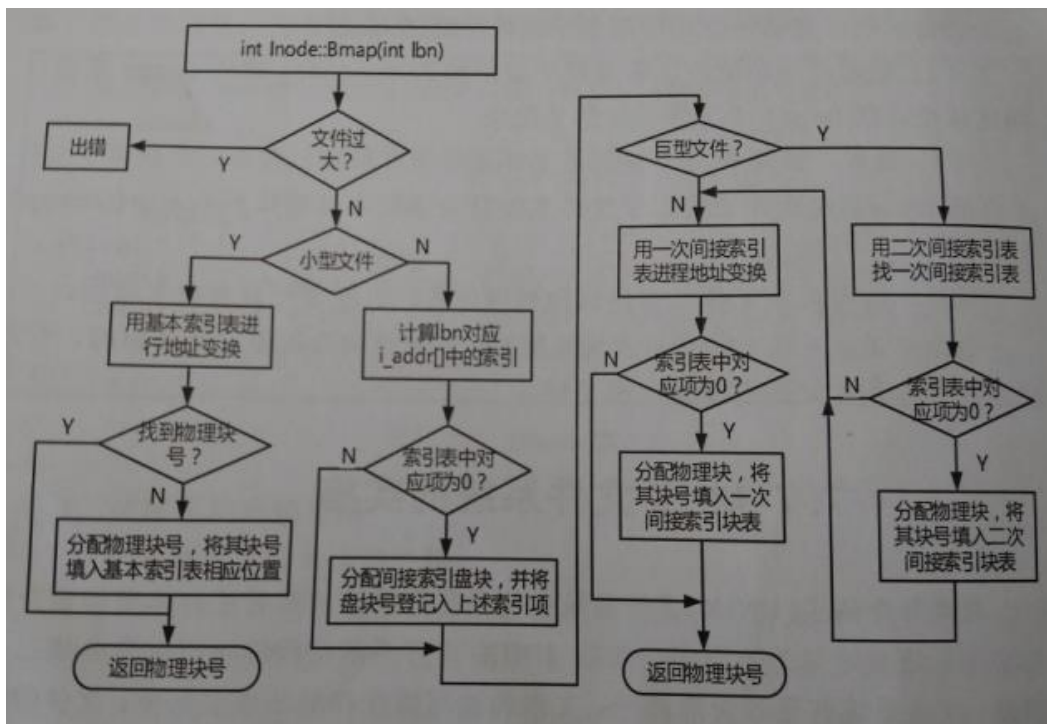 int Inode::Bmap(int lbn)
文件过
大？
出错
Y
N
小型文件
Y
N
用基本索引表进
行地址变换
计算lbn对应
i_addr[]中的索引
找到物理块
号？
Y
N
索引表中对
应项为0？
N
Y
分配物理块号，将其块号
填入基本索引表相应位置
分配间接索引盘块，并将
盘块号登记入上述索引项
返回物理块号
巨型文件？
Y
N
用一次间接索引
表进程地址变换
用二次间接索引表
找一次间接索引表
索引表中对
应项为0？
N
Y
索引表中对
应项为0？
N
Y
分配物理块，将
其块号填入一次
间接索引块表
分配物理块，将
其块号填入二次
间接索引块表
返回物理块号